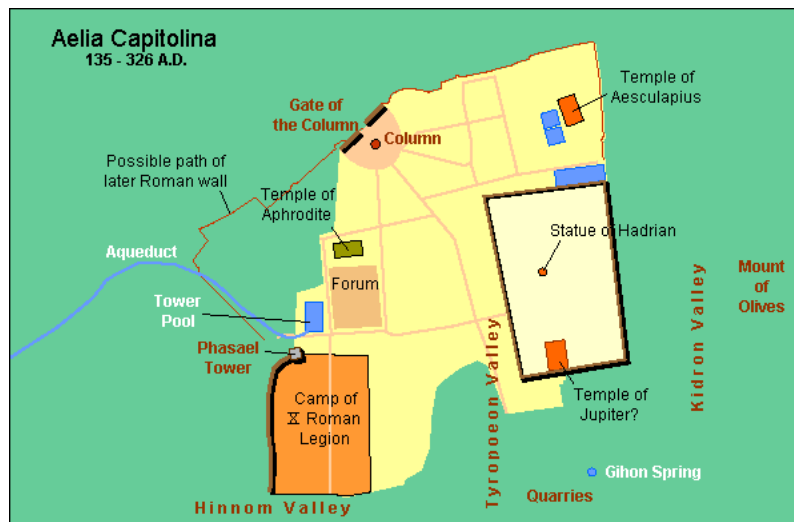 Aelia Capitolina
135 - 326 A.D.
Temple of
Aesculapius
Gate of
the Column
Column
Possible path of
later Roman wall
Temple of
Aphrodite
Statue of Hadrian
Aqueduct
Forum
Mount
of
Olives
Kidron Valley
Tower
Pool
Phasael
Tower
Tyropoeon Valley
Camp of
X Roman
Legion
Temple of
Jupiter?
Gihon Spring
Quarries
Hinnom Valley